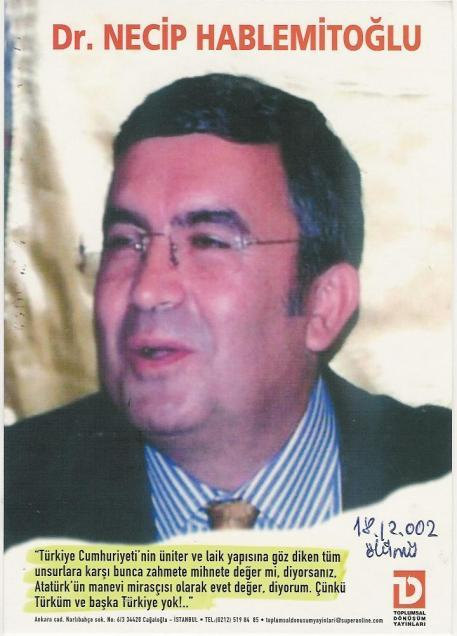 Dr. NECİP HABLEMİTOĞLU
18.12.002
ölümü
"Türkiye Cumhuriyeti'nin üniter ve laik yapısına göz diken tüm
unsurlara karşı bunca zahmete mihnete değer mi, diyorsanız,
Atatürk'ün manevi mirasçısı olarak evet değer, diyorum. Çünkü
Türküm ve başka Türkiye yok!.."
Ankara cad. Narlıbahçe sok. No: 6/3 34420 Cağaloğlu – İSTANBUL • TEL:(0212) 519 84 85 • toplumsaldonusumyayinlari@superonline.com
TD
TOPLUMSAL
DÖNÜŞÜM
YAYINLARI